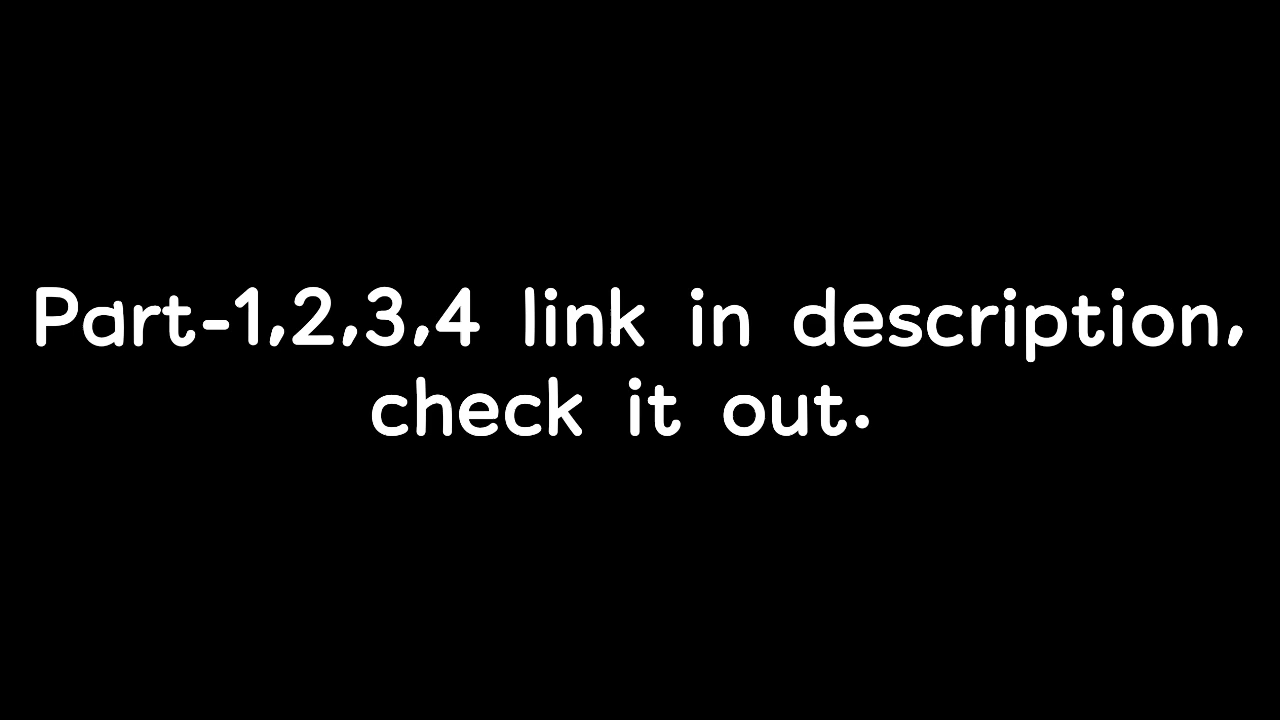 Part-1,2,3,4 link in description,
check it out.